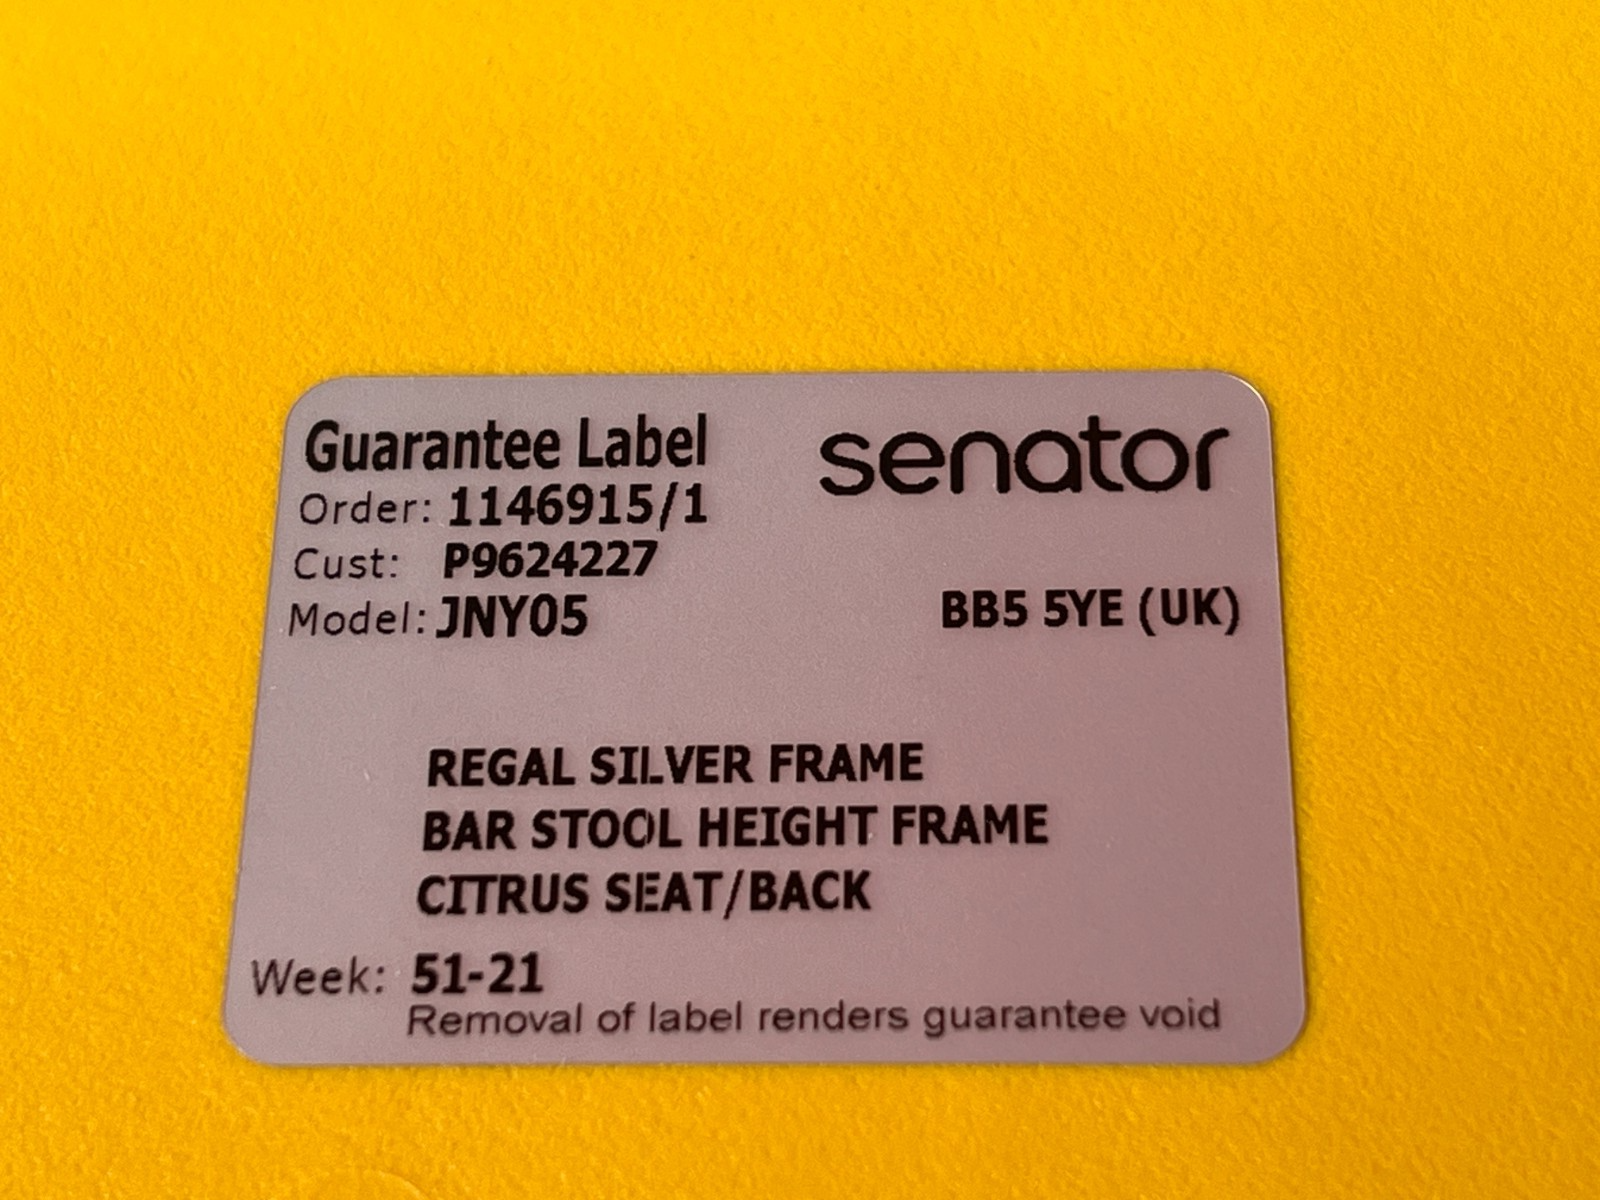 Guarantee Label
senator
Order: 1146915/1
Cust: P9624227
Model: JNY05
BB5 5YE (UK)
REGAL SILVER FRAME
BAR STOOL HEIGHT FRAME
CITRUS SEAT/BACK
Week: 51-21
Removal of label renders guarantee void